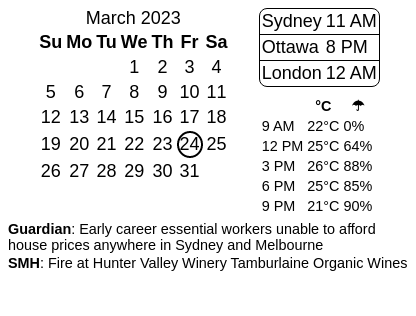 March 2023
Su Mo Tu We Th Fr Sa
1 2 3 4
5 6 7 8 9 10 11
12 13 14 15 16 17 18
19 20 21 22 23 24 25
26 27 28 29 30 31
Sydney 11 AM
Ottawa 8 PM
London 12 AM
°C ☂
9 AM 22°C 0%
12 PM 25°C 64%
3 PM 26°C 88%
6 PM 25°C 85%
9 PM 21°C 90%
Guardian: Early career essential workers unable to afford
house prices anywhere in Sydney and Melbourne
SMH: Fire at Hunter Valley Winery Tamburlaine Organic Wines